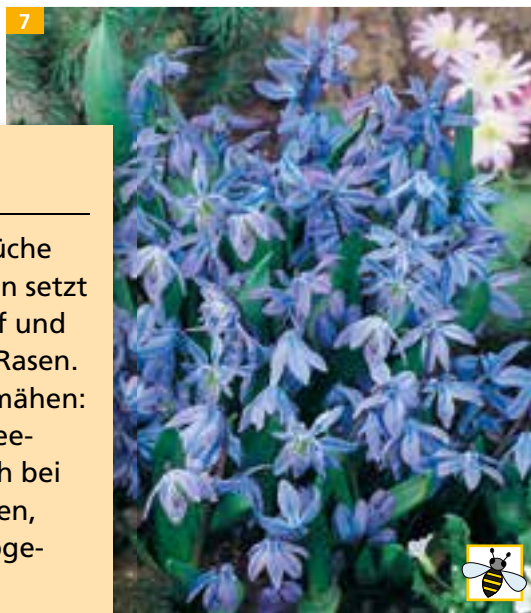 7
üche
n setzt
f und
Rasen.
mähen:
ee-
h bei
en,
oge-